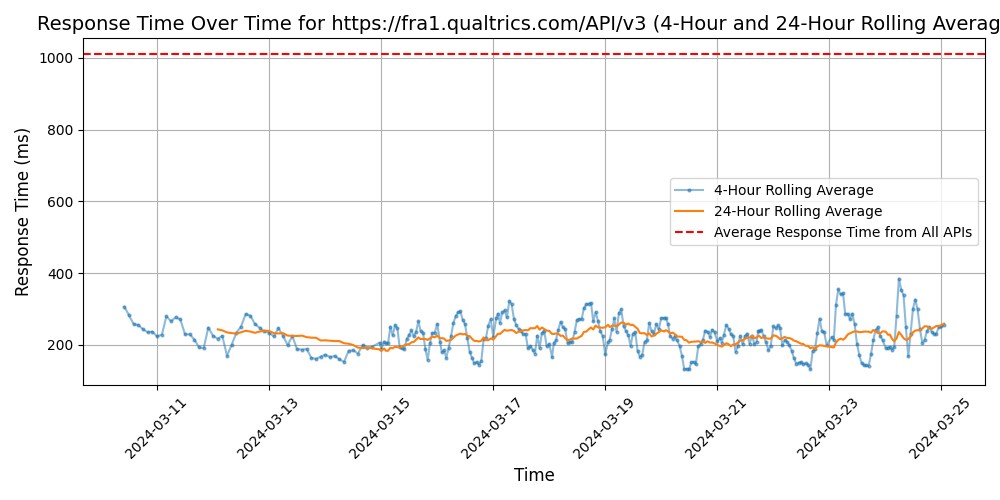 Response Time Over Time for https://fra1.qualtrics.com/API/v3 (4-Hour and 24-Hour Rolling Averag
Response Time (ms)
1000
800
600
400
200
4-Hour Rolling Average
24-Hour Rolling Average
Average Response Time from All APIs
2024-03-11
2024-03-13
2024-03-15
2024-03-17
2024-03-19
2024-03-21
2024-03-23
2024-03-25
Time